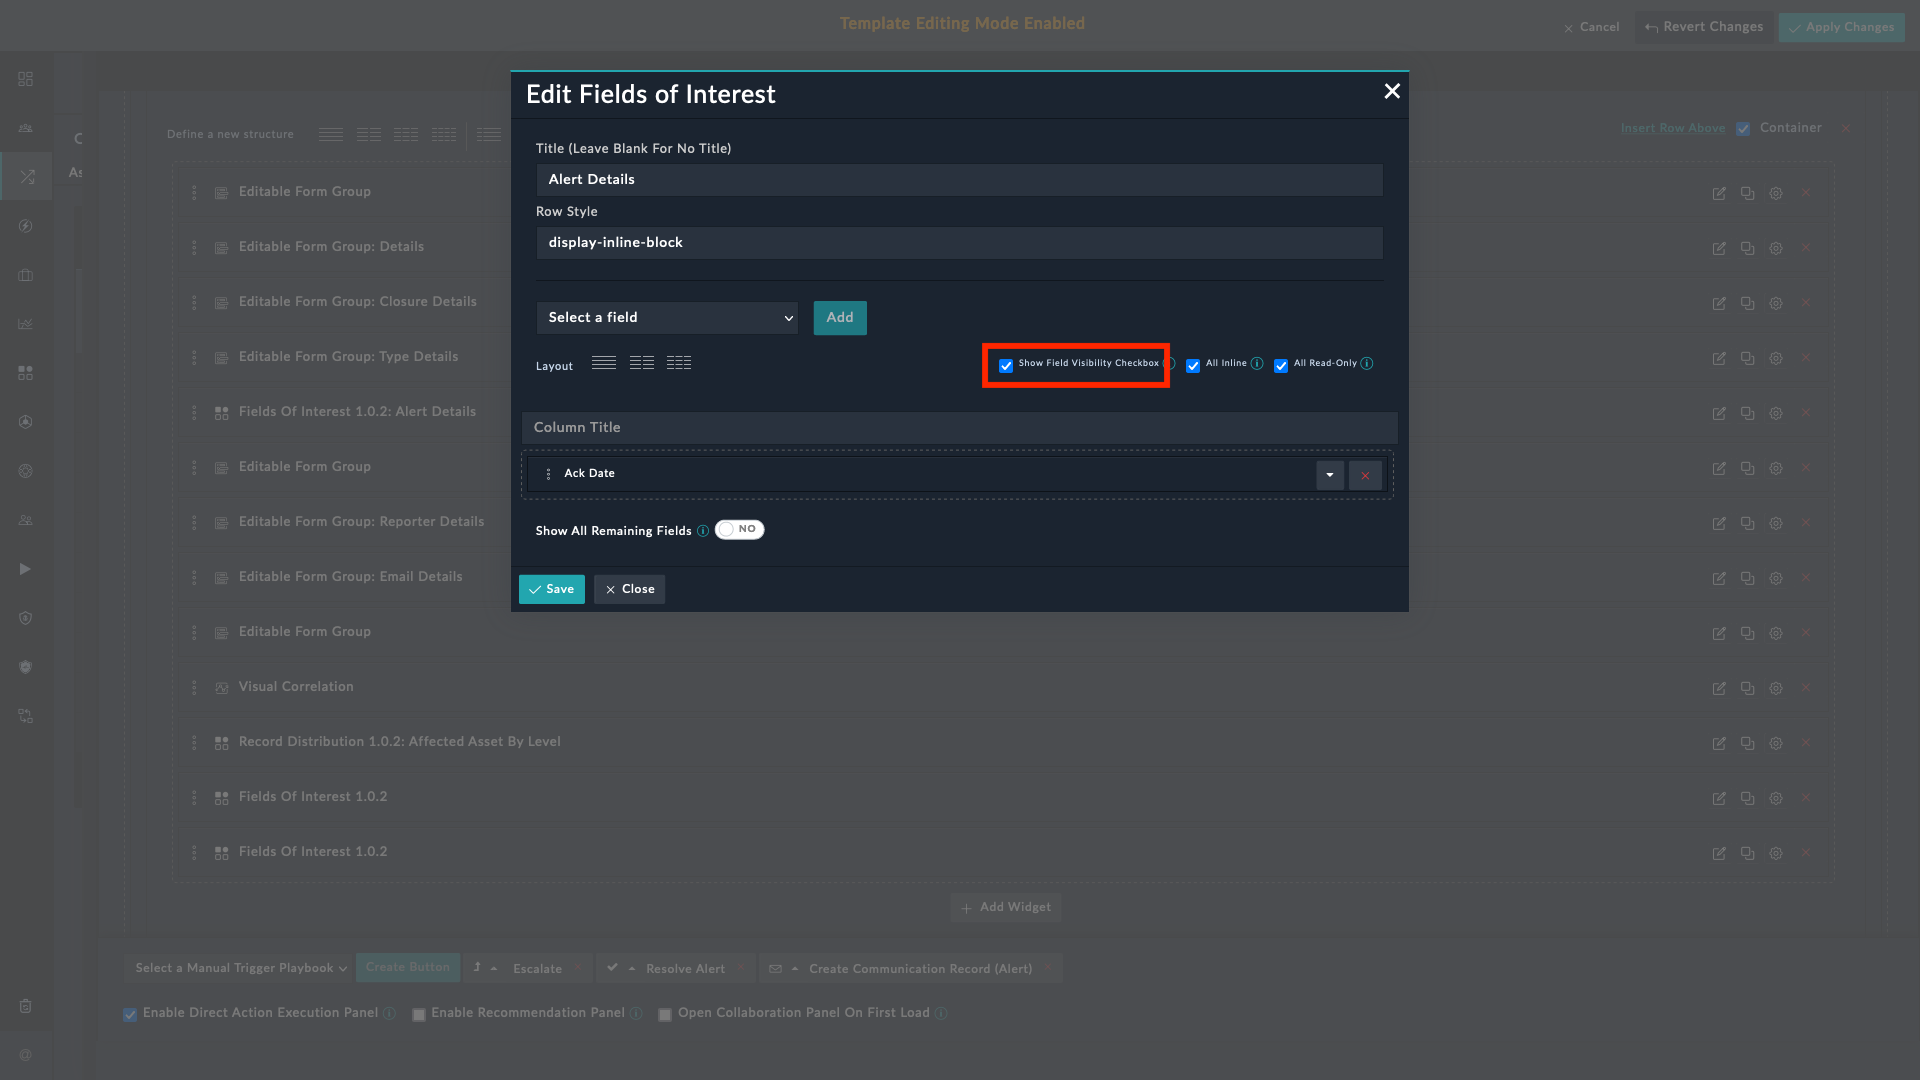 Template Editing Mode Enabled
Cancel
Revert Changes
Apply Changes
Edit Fields of Interest
Define a new structure
Insert Row Above
Container
Title (Leave Blank For No Title)
Alert Details
Row Style
display-inline-block
Select a field
Add
Layout
Show Field Visibility Checkbox
All Inline
All Read-Only
Column Title
Ack Date
Show All Remaining Fields
NO
Save
Close
As
Editable Form Group
Editable Form Group: Details
Editable Form Group: Closure Details
Editable Form Group: Type Details
Fields Of Interest 1.0.2: Alert Details
Editable Form Group
Editable Form Group: Reporter Details
Editable Form Group: Email Details
Editable Form Group
Visual Correlation
Record Distribution 1.0.2: Affected Asset By Level
Fields Of Interest 1.0.2
Fields Of Interest 1.0.2
Add Widget
Select a Manual Trigger Playbook
Create Button
Escalate
Resolve Alert
Create Communication Record (Alert)
Enable Direct Action Execution Panel
Enable Recommendation Panel
Open Collaboration Panel On First Load